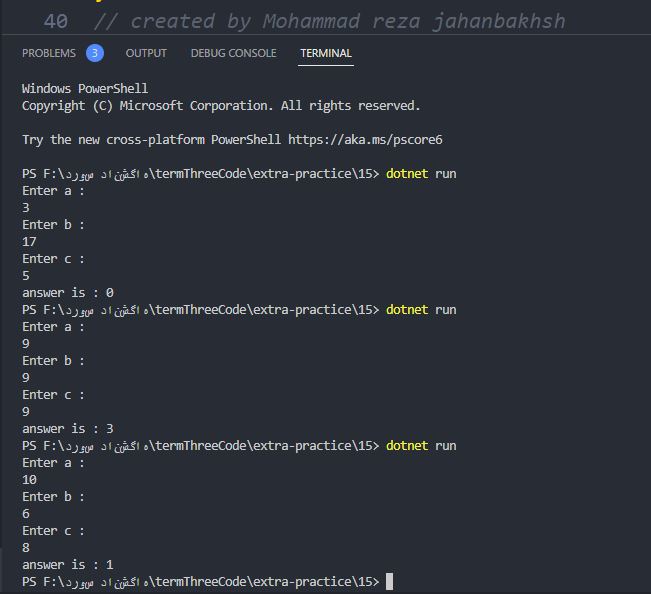 40 // created by Mohammad reza jahanbakhsh
PROBLEMS 3 OUTPUT DEBUG CONSOLE TERMINAL
Windows PowerShell
Copyright (C) Microsoft Corporation. All rights reserved.
Try the new cross-platform PowerShell https://aka.ms/pscore6
PS F:\دروس دانشگاه\termThreeCode\extra-practice\15> dotnet run
Enter a :
3
Enter b :
17
Enter c :
5
answer is : 0
PS F:\دروس دانشگاه\termThreeCode\extra-practice\15> dotnet run
Enter a :
9
Enter b :
9
Enter c :
9
answer is : 3
PS F:\دروس دانشگاه\termThreeCode\extra-practice\15> dotnet run
Enter a :
10
Enter b :
6
Enter c :
8
answer is : 1
PS F:\دروس دانشگاه\termThreeCode\extra-practice\15>